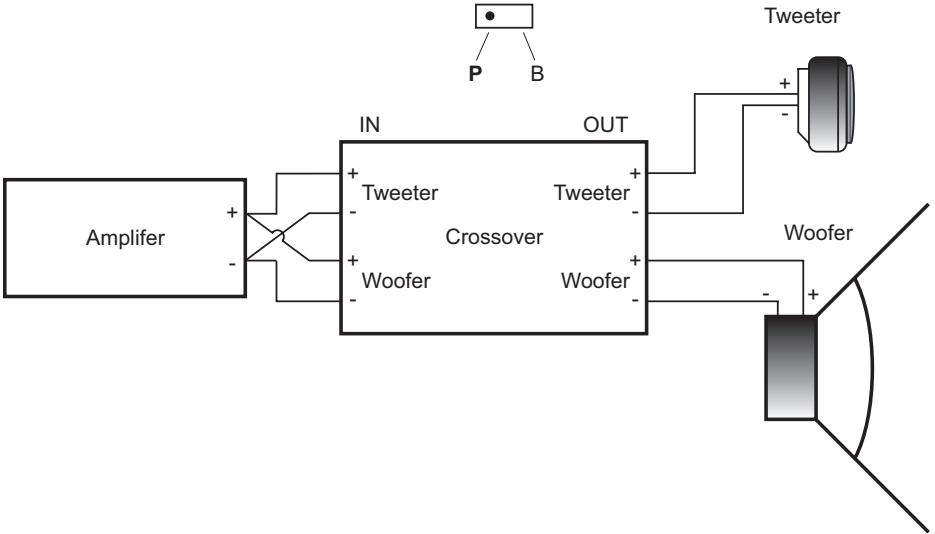 Tweeter
P B
IN OUT
+
-
+ +
Tweeter Tweeter
- -
Amplifer
+
-
Crossover
Woofer
+ +
Woofer Woofer
- -
- +